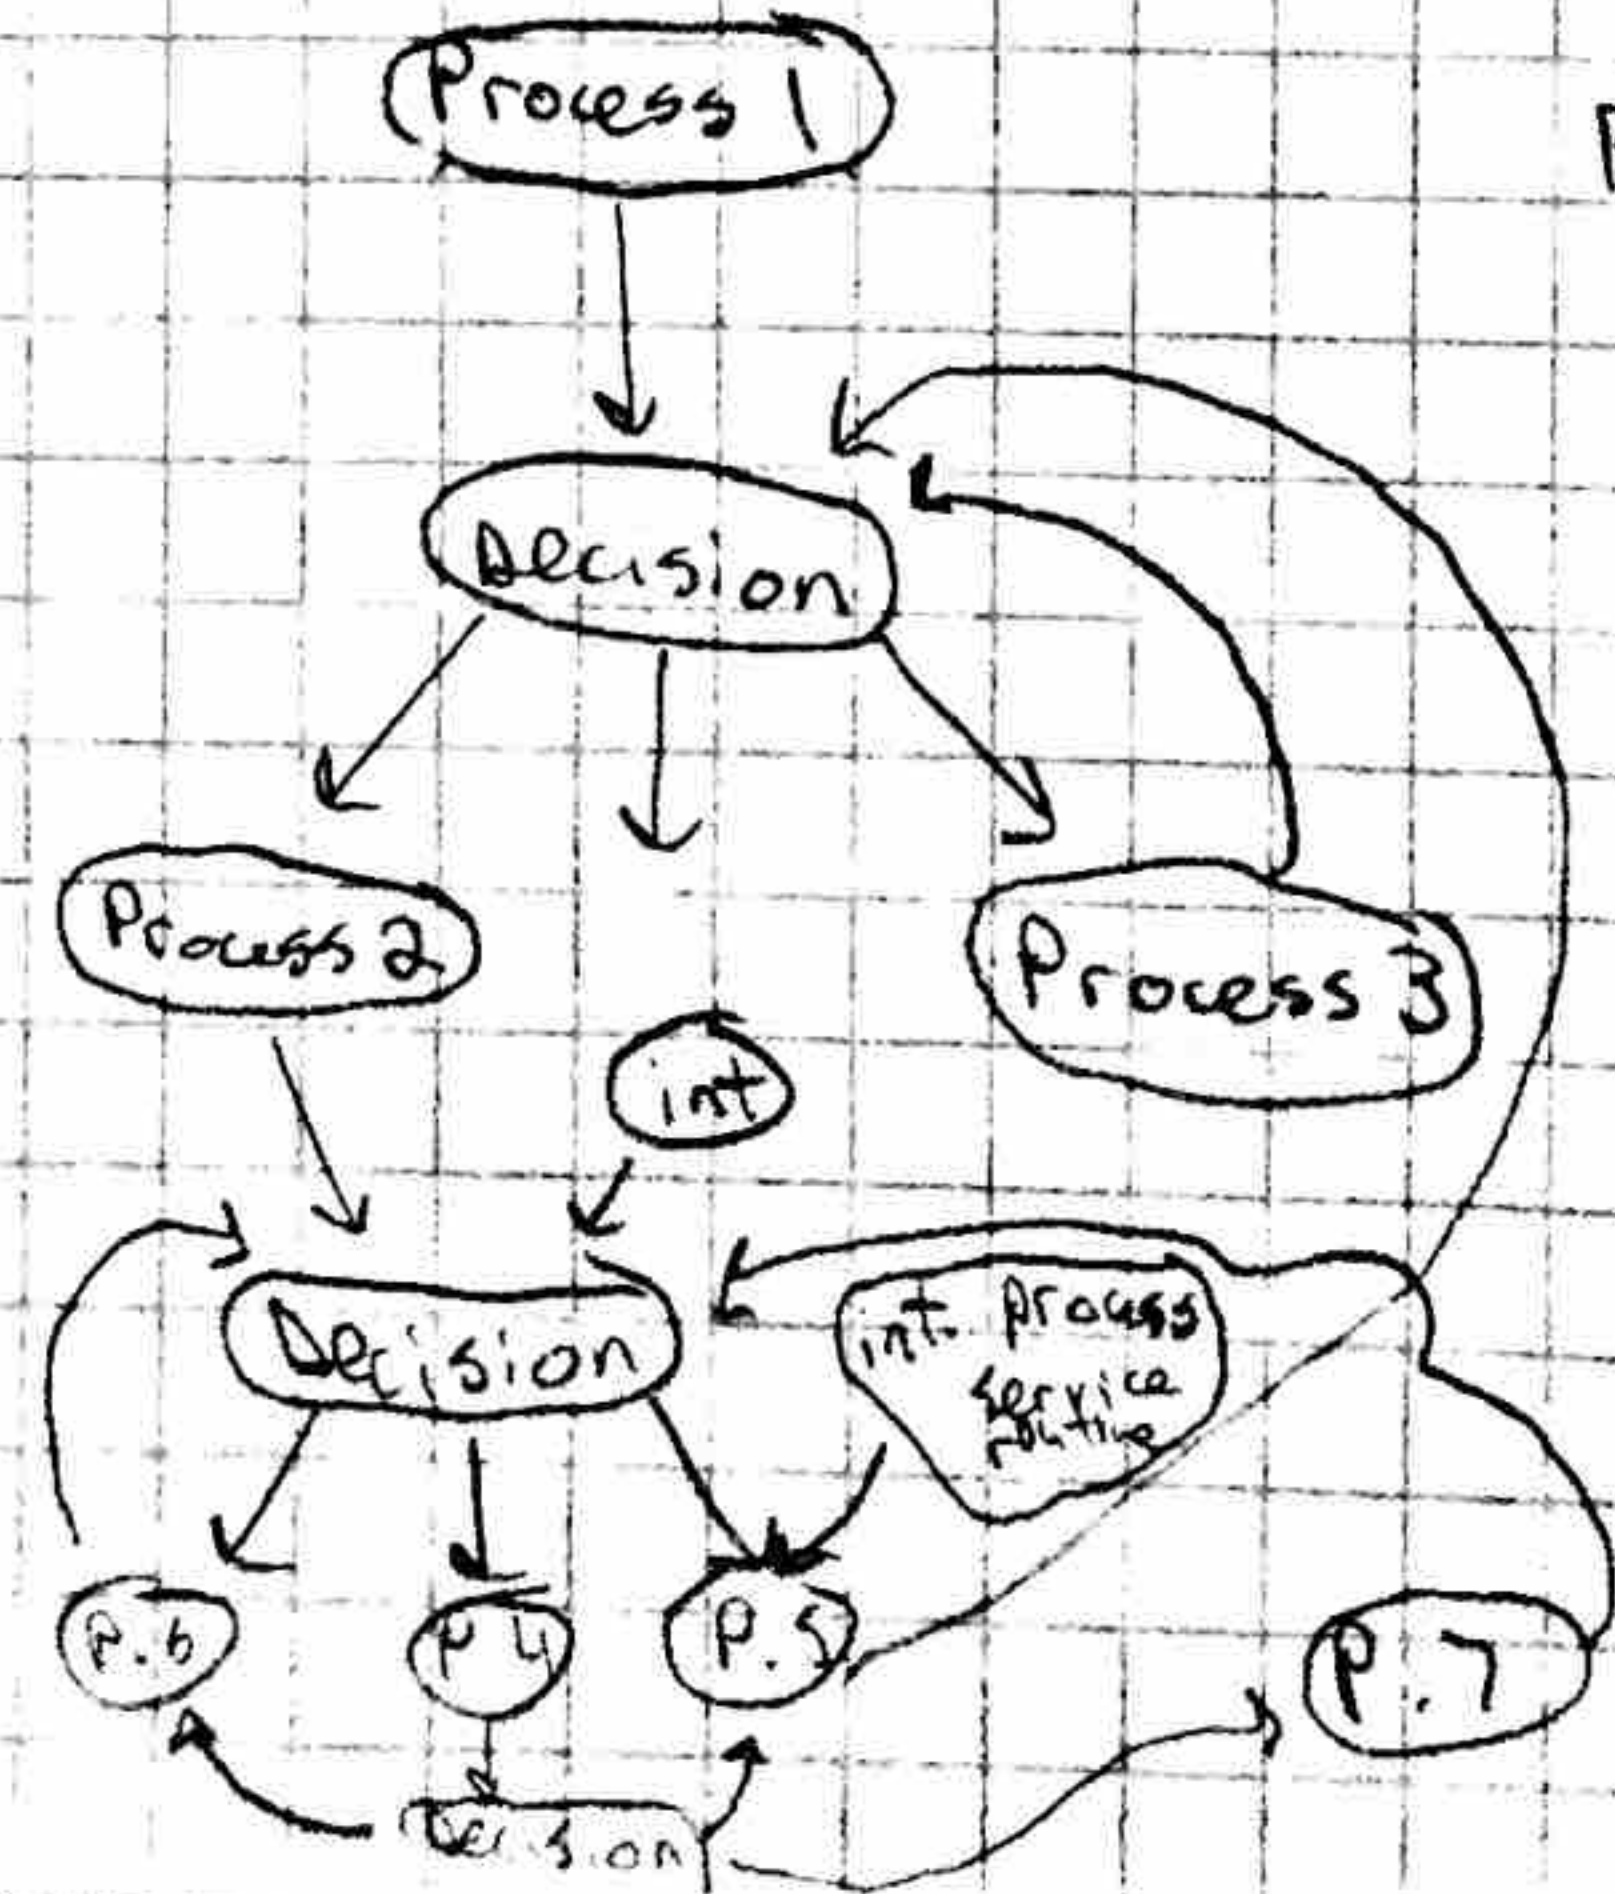 Process 1
Decision
Process 2
Process 3
int
Decision
int. process
service
routine
P.6
P 4
P.5
P.7
Decision